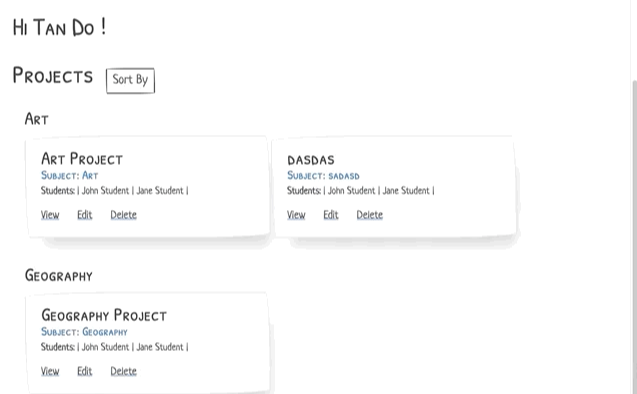 Hi Tan Do !
Projects Sort By
Art
Art Project
Subject: Art
Students: | John Student | Jane Student |
View Edit Delete
dasdas
Subject: sadasd
Students: | John Student | Jane Student |
View Edit Delete
Geography
Geography Project
Subject: Geography
Students: | John Student | Jane Student |
View Edit Delete